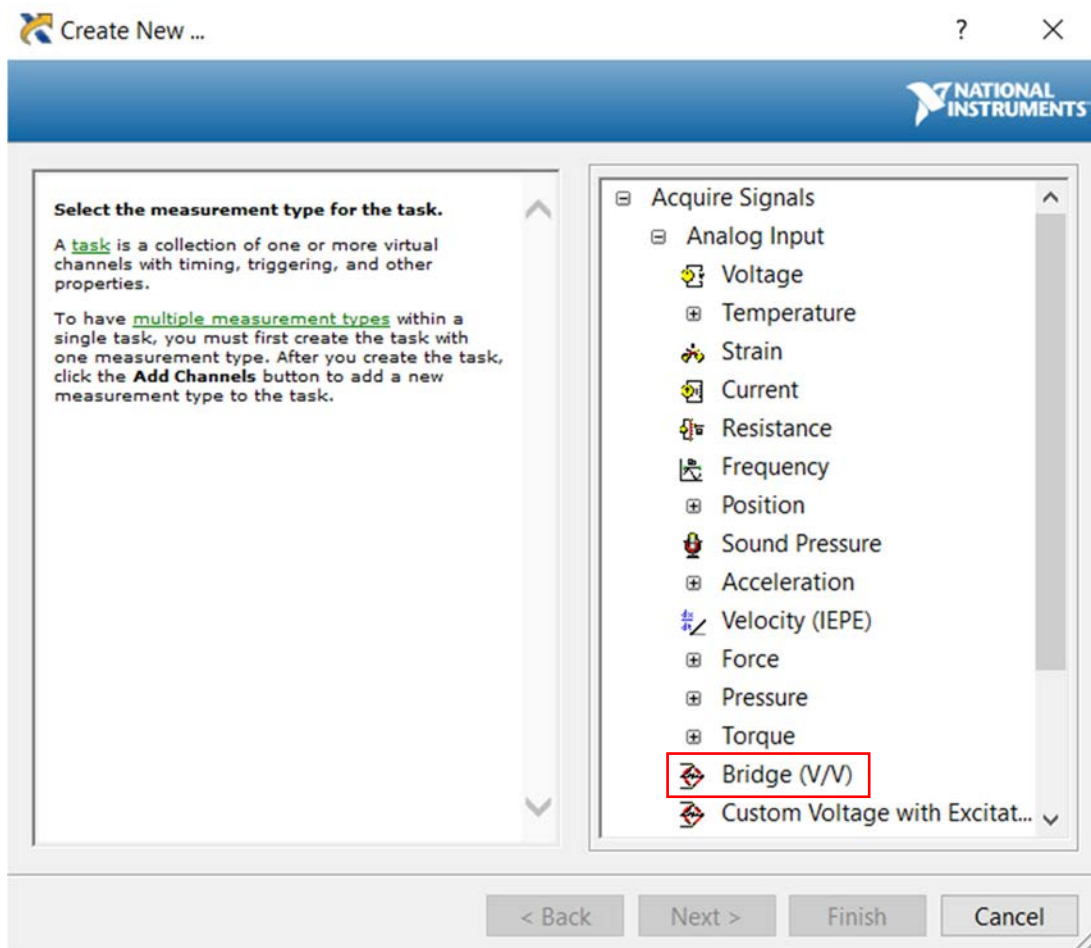 Create New ...
?
NATIONAL
INSTRUMENTS
Select the measurement type for the task.
A task is a collection of one or more virtual
channels with timing, triggering, and other
properties.
To have multiple measurement types within a
single task, you must first create the task with
one measurement type. After you create the task,
click the Add Channels button to add a new
measurement type to the task.
Acquire Signals
Analog Input
Voltage
Temperature
Strain
Current
Resistance
Frequency
Position
Sound Pressure
Acceleration
Velocity (IEPE)
Force
Pressure
Torque
Bridge (V/V)
Custom Voltage with Excitat...
< Back
Next >
Finish
Cancel